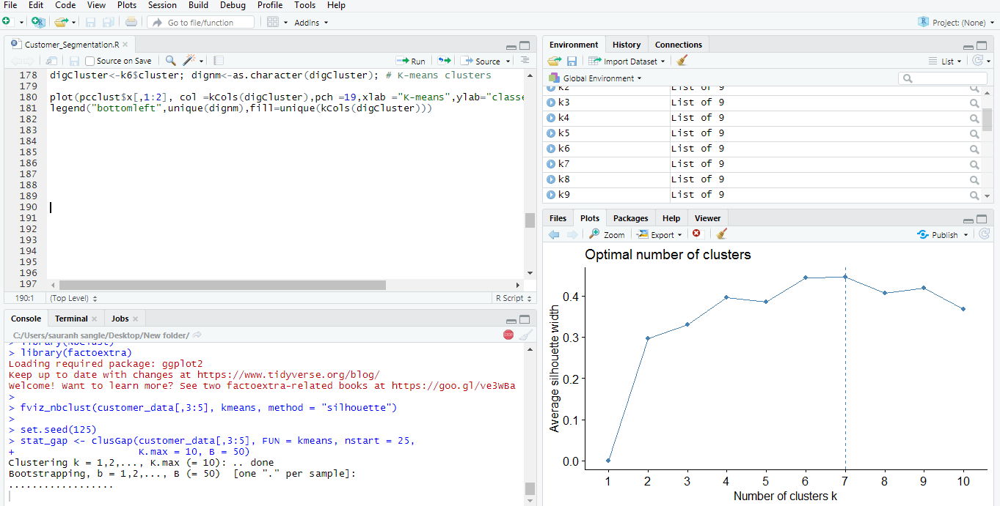 File Edit Code View Plots Session Build Debug Profile Tools Help
Go to file/function Addins Project: (None)
Customer_Segmentation.R
Source on Save Run Source
178 digCluster<-k6$cluster; dignm<-as.character(digCluster); # K-means clusters
179
180 plot(pcclust$x[,1:2], col =kCols(digCluster),pch =19,xlab ="K-means",ylab="classe
181 legend("bottomleft",unique(dignm),fill=unique(kCols(digCluster)))
182
183
184
185
186
187
188
189
190
191
192
193
194
195
196
197
190:1 (Top Level) R Script
Console Terminal Jobs
C:/Users/sauranh sangle/Desktop/New folder/
STOP
> library(NbClust)
> library(factoextra)
Loading required package: ggplot2
Keep up to date with changes at https://www.tidyverse.org/blog/
Welcome! Want to learn more? See two factoextra-related books at https://goo.gl/ve3WBa
>
> fviz_nbclust(customer_data[,3:5], kmeans, method = "silhouette")
>
> set.seed(125)
> stat_gap <- clusGap(customer_data[,3:5], FUN = kmeans, nstart = 25,
+ K.max = 10, B = 50)
Clustering k = 1,2,..., K.max (= 10): .. done
Bootstrapping, b = 1,2,..., B (= 50) [one "." per sample]:
..................
Environment History Connections
Import Dataset List
Global Environment
k2 List of 9
k3 List of 9
k4 List of 9
k5 List of 9
k6 List of 9
k7 List of 9
k8 List of 9
k9 List of 9
Files Plots Packages Help Viewer
Zoom Export Publish
Optimal number of clusters
Average silhouette width
0.4
0.3
0.2
0.1
0.0
1 2 3 4 5 6 7 8 9 10
Number of clusters k